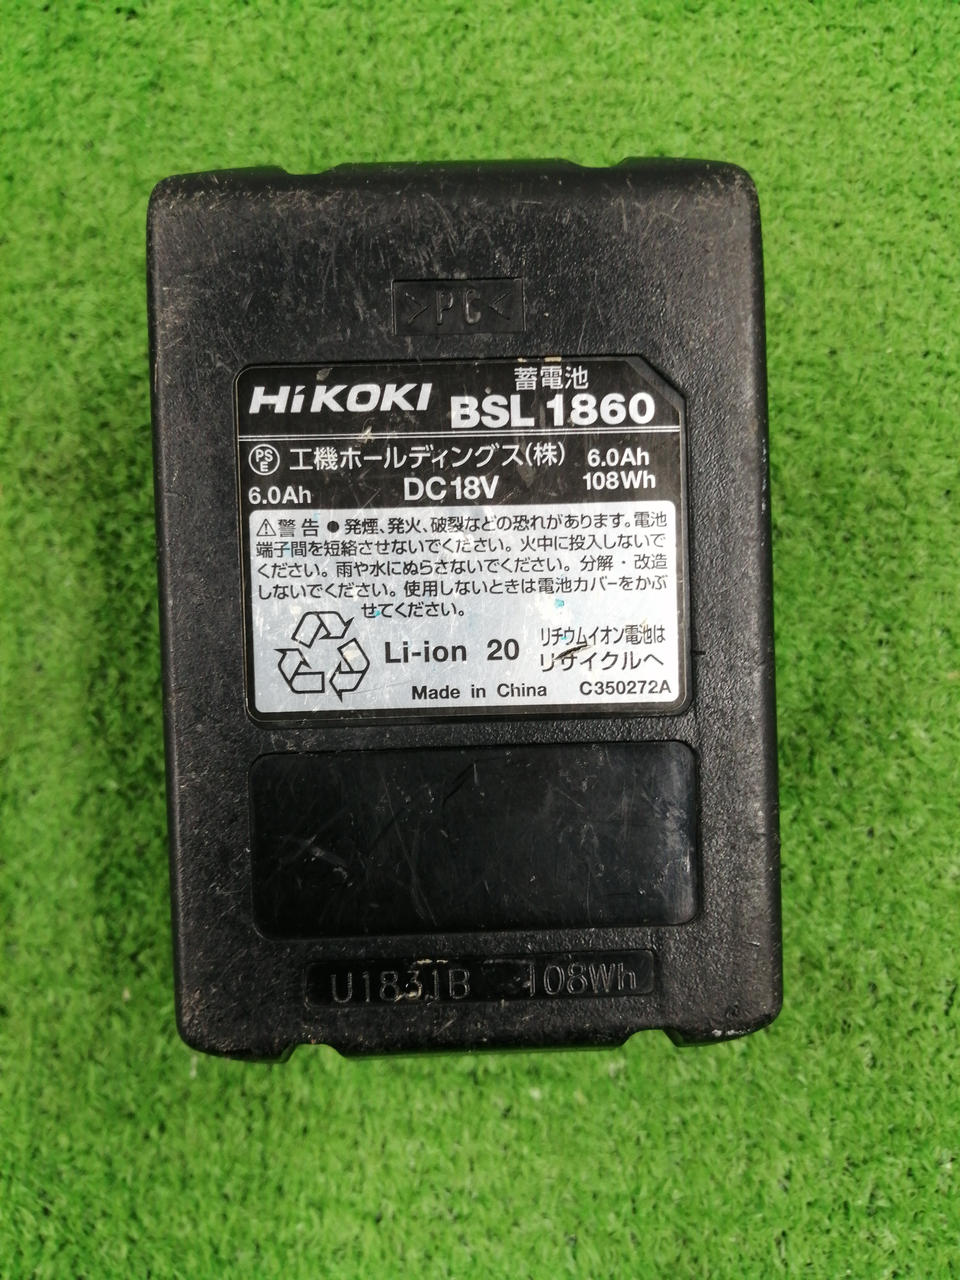 >PC<
HiKOKI
蓄電池
BSL 1860
PS E 工機ホールディングス(株) 6.0Ah
6.0Ah DC18V 108Wh
⚠警告 ●発煙、発火、破裂などの恐れがあります。電池
端子間を短絡させないでください。火中に投入しないで
ください。雨や水にぬらさないでください。分解・改造
しないでください。使用しないときは電池カバーをかぶ
せてください。
Li-ion 20
リチウムイオン電池は
リサイクルへ
Made in China C350272A
U1831B 108Wh